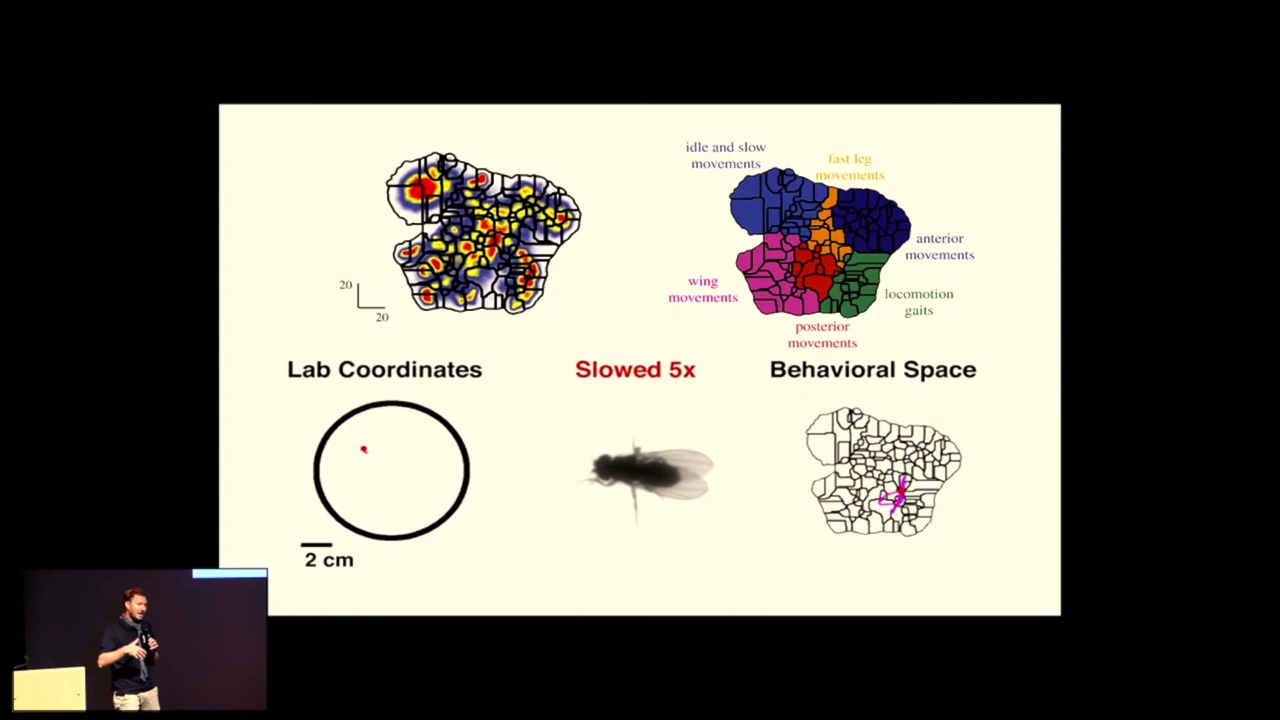 idle and slow
movements
fast leg
movements
anterior
movements
wing
movements
locomotion
gaits
posterior
movements
20
20
Lab Coordinates
Slowed 5x
Behavioral Space
2 cm